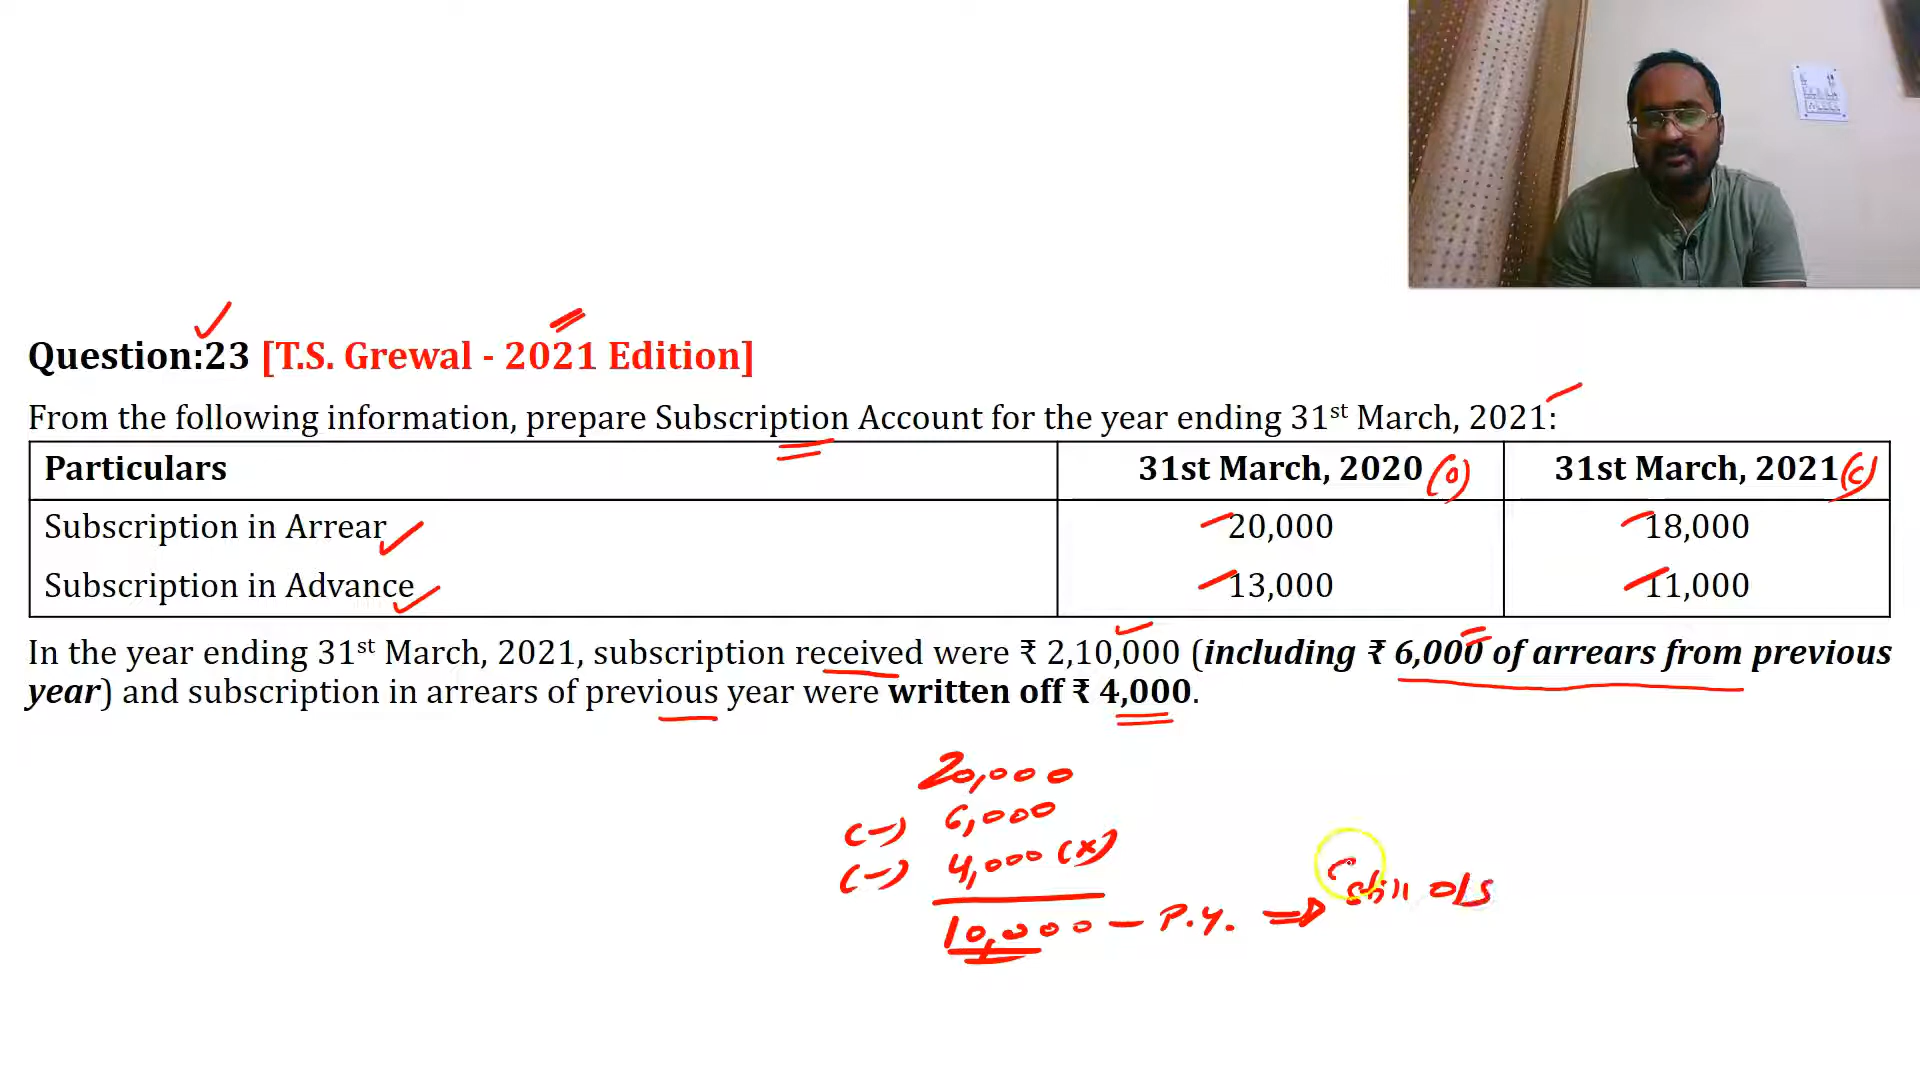 Question:23 [T.S. Grewal - 2021 Edition]
From the following information, prepare Subscription Account for the year ending 31st March, 2021:
Particulars 31st March, 2020 (O) 31st March, 2021 (C)
Subscription in Arrear 20,000 18,000
Subscription in Advance 13,000 11,000
In the year ending 31st March, 2021, subscription received were ₹ 2,10,000 (including ₹ 6,000 of arrears from previous
year) and subscription in arrears of previous year were written off ₹ 4,000.
20,000
(-) 6,000
(-) 4,000 (x)
10,000 - P.Y. ⇒ still o/s